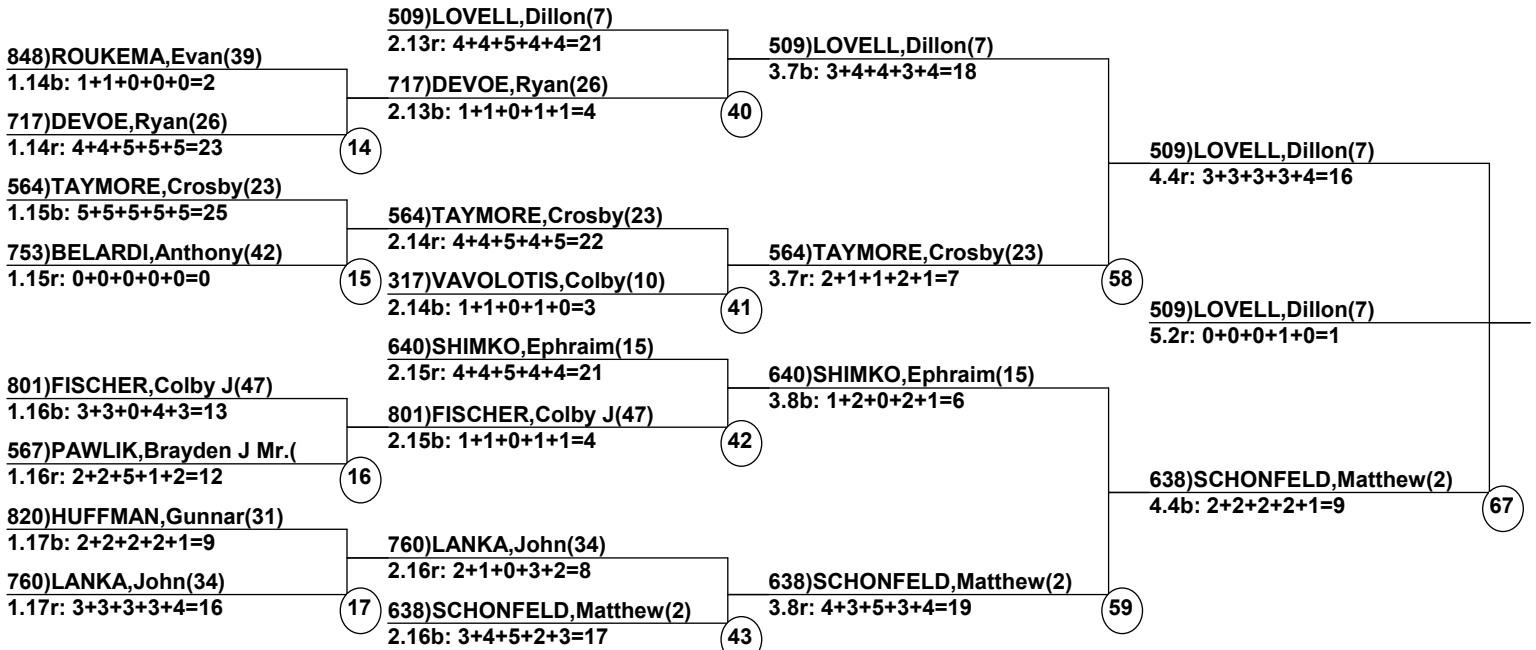 848)ROUKEMA,Evan(39)
1.14b: 1+1+0+0+0=2
717)DEVOE,Ryan(26)
1.14r: 4+4+5+5+5=23
14
564)TAYMORE,Crosby(23)
1.15b: 5+5+5+5+5=25
753)BELARDI,Anthony(42)
1.15r: 0+0+0+0+0=0
15
801)FISCHER,Colby J(47)
1.16b: 3+3+0+4+3=13
567)PAWLIK,Brayden J Mr.(
1.16r: 2+2+5+1+2=12
16
820)HUFFMAN,Gunnar(31)
1.17b: 2+2+2+2+1=9
760)LANKA,John(34)
1.17r: 3+3+3+3+4=16
17
509)LOVELL,Dillon(7)
2.13r: 4+4+5+4+4=21
717)DEVOE,Ryan(26)
2.13b: 1+1+0+1+1=4
40
564)TAYMORE,Crosby(23)
2.14r: 4+4+5+4+5=22
317)VAVOLOTIS,Colby(10)
2.14b: 1+1+0+1+0=3
41
640)SHIMKO,Ephraim(15)
2.15r: 4+4+5+4+4=21
801)FISCHER,Colby J(47)
2.15b: 1+1+0+1+1=4
42
760)LANKA,John(34)
2.16r: 2+1+0+3+2=8
638)SCHONFELD,Matthew(2)
2.16b: 3+4+5+2+3=17
43
509)LOVELL,Dillon(7)
3.7b: 3+4+4+3+4=18
564)TAYMORE,Crosby(23)
3.7r: 2+1+1+2+1=7
58
640)SHIMKO,Ephraim(15)
3.8b: 1+2+0+2+1=6
638)SCHONFELD,Matthew(2)
3.8r: 4+3+5+3+4=19
59
509)LOVELL,Dillon(7)
4.4r: 3+3+3+3+4=16
509)LOVELL,Dillon(7)
5.2r: 0+0+0+1+0=1
638)SCHONFELD,Matthew(2)
4.4b: 2+2+2+2+1=9
67